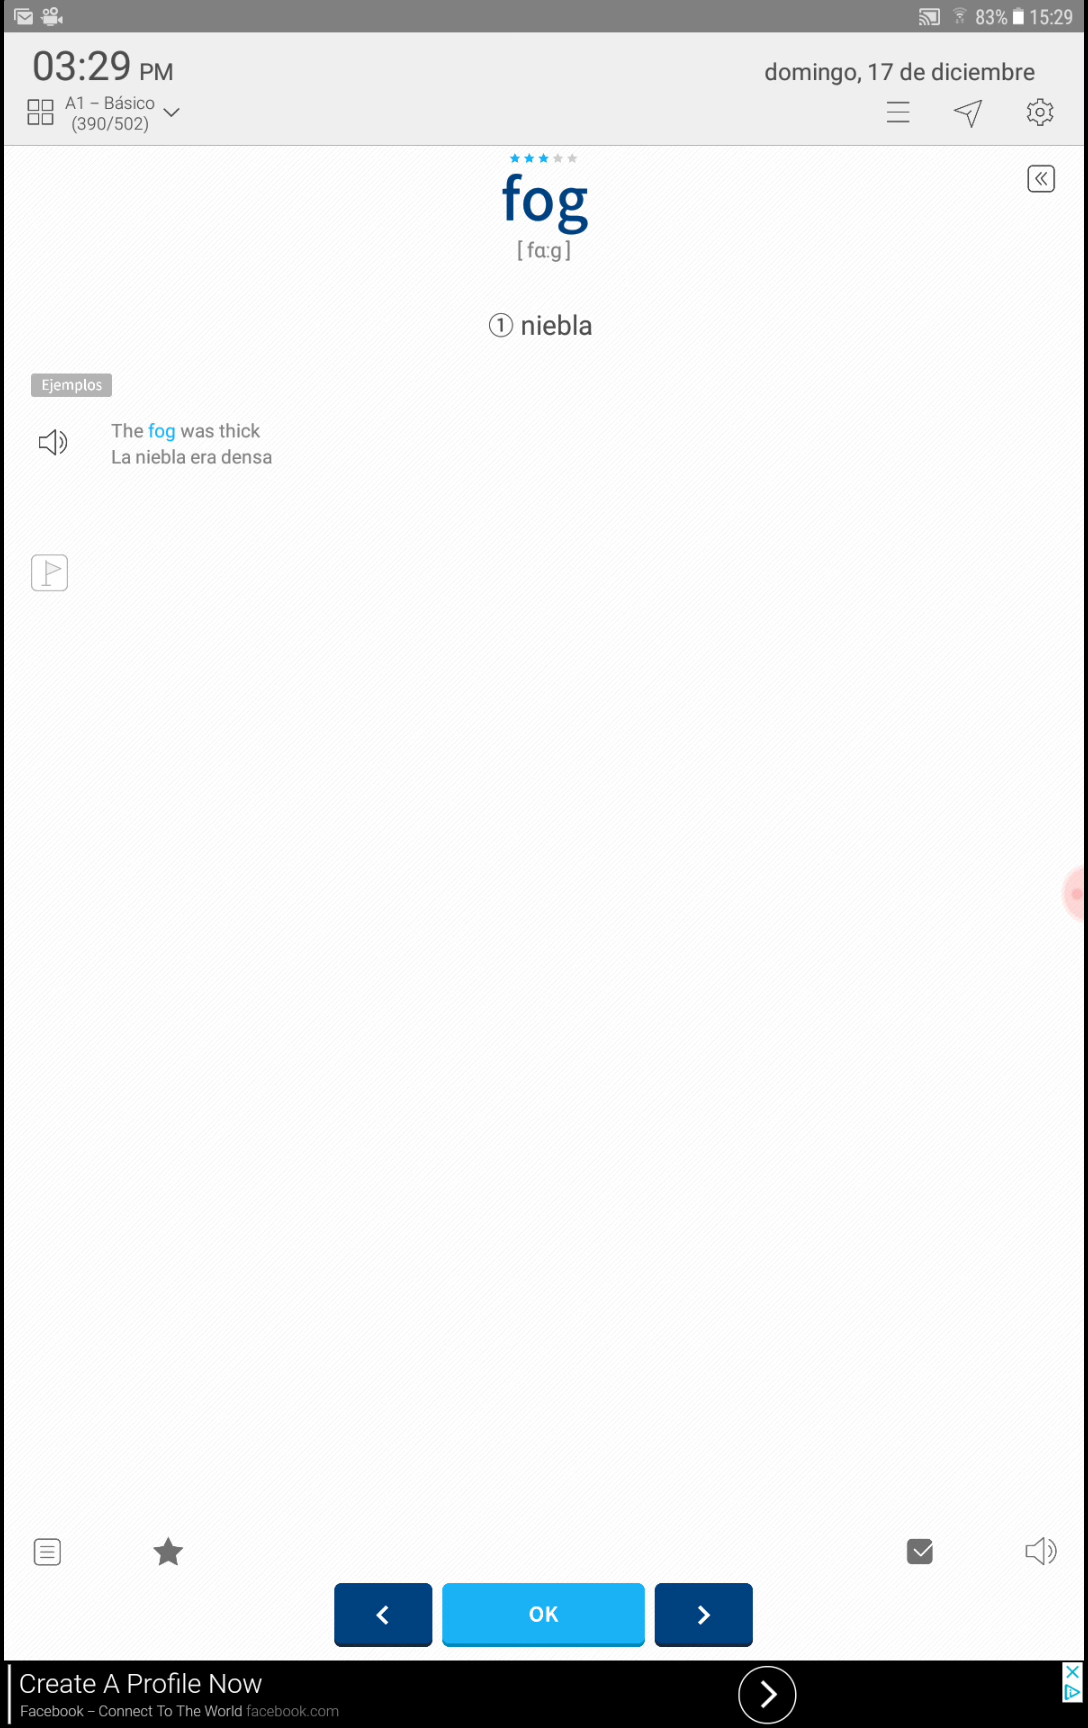 83% 15:29
03:29 PM
domingo, 17 de diciembre
A1 – Básico
(390/502)
fog
[ fɑːg ]
① niebla
Ejemplos
The fog was thick
La niebla era densa
OK
Create A Profile Now
Facebook – Connect To The World facebook.com